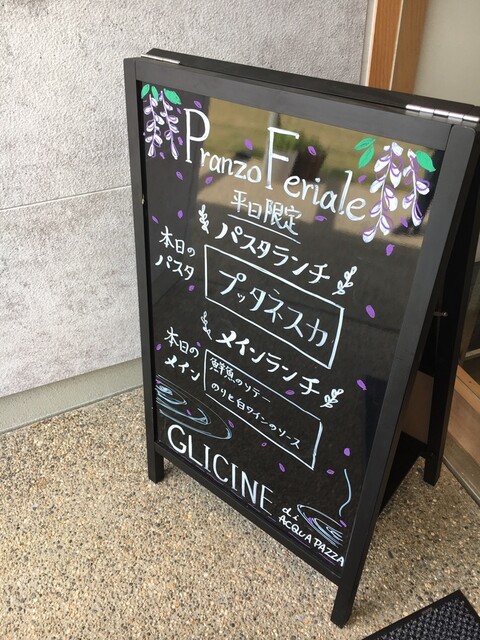 Pranzo Feriale
平日限定
パスタランチ
本日の
パスタ
プッタネスカ
メインランチ
本日の
メイン
鮮魚のソテー
のりと白ワインのソース
GLICINE
di
ACQUA PAZZA